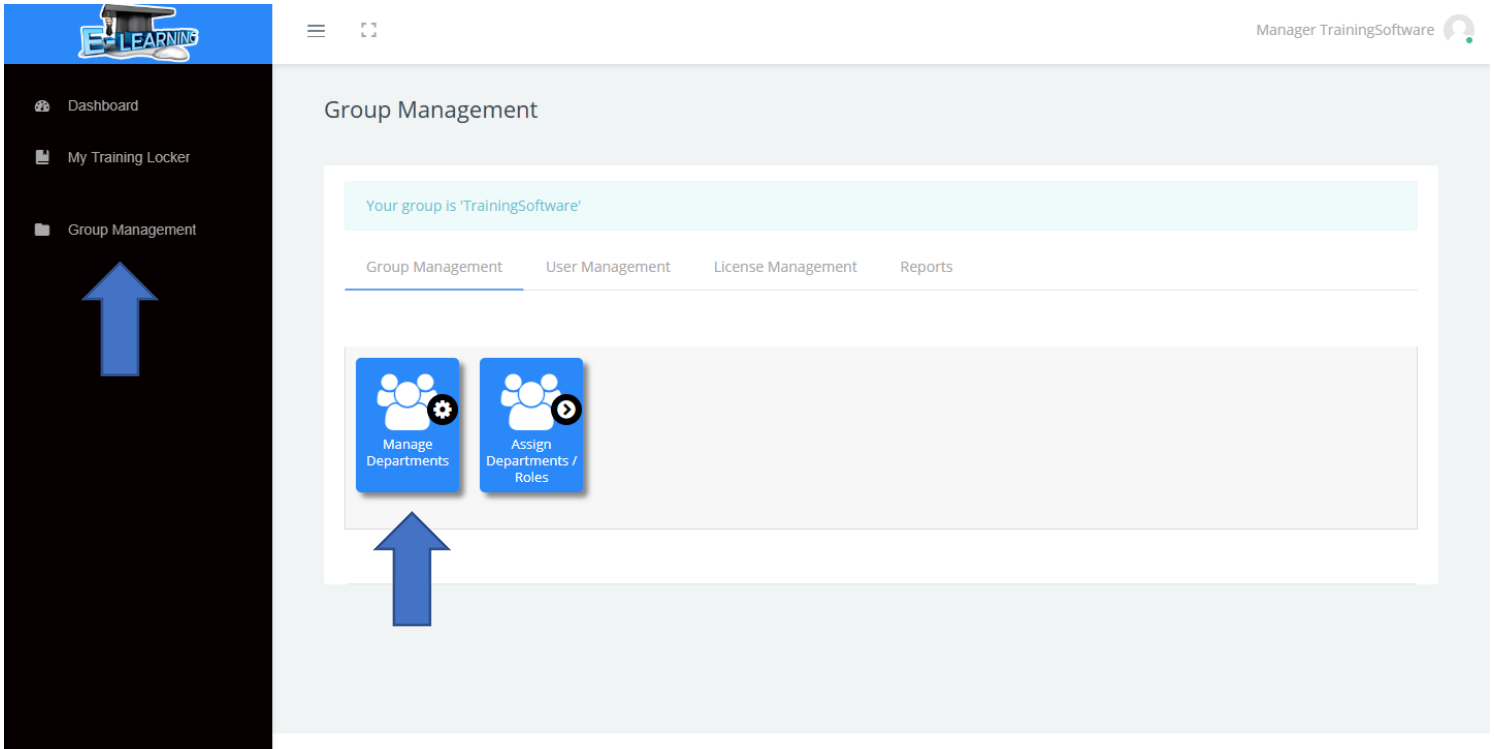 E-LEARNING
Manager TrainingSoftware
Dashboard
My Training Locker
Group Management
Group Management
Your group is 'TrainingSoftware'
Group Management User Management License Management Reports
Manage
Departments
Assign
Departments /
Roles